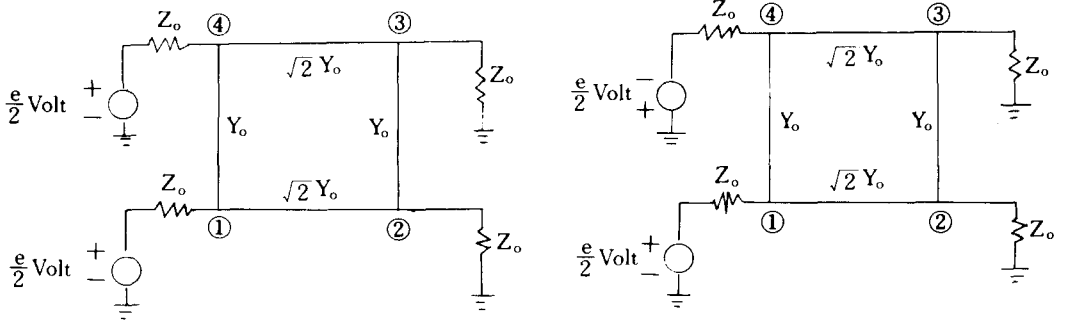 Z₀ ④ ③
√2 Y₀
Z₀
e/2 Volt
+
−
Y₀ Y₀
Z₀
√2 Y₀
① ②
Z₀
e/2 Volt
+
−
Z₀ ④ ③
√2 Y₀
Z₀
e/2 Volt
−
+
Y₀ Y₀
Z₀
√2 Y₀
① ②
Z₀
e/2 Volt
+
−